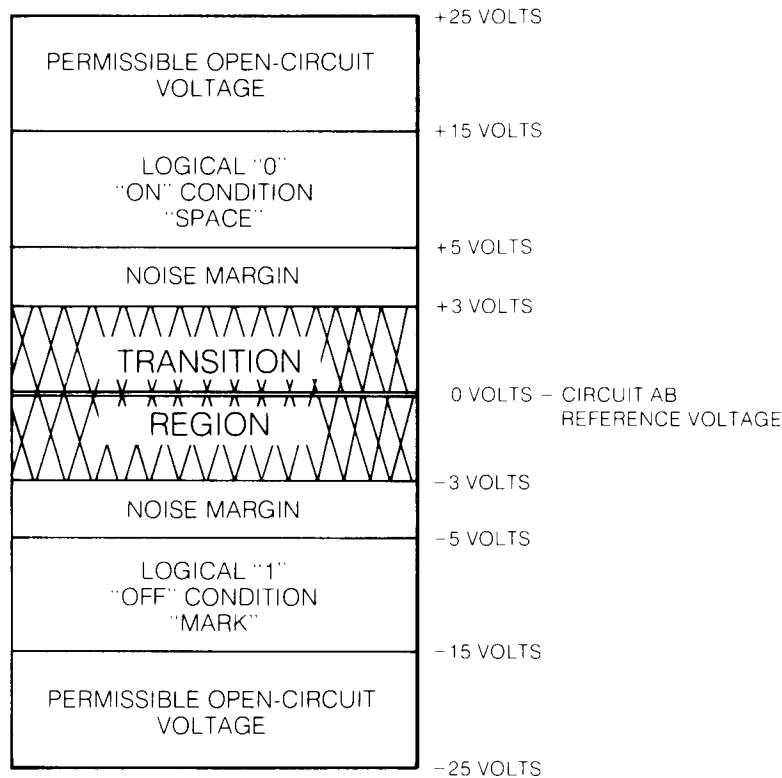 +25 VOLTS
PERMISSIBLE OPEN-CIRCUIT
VOLTAGE
+15 VOLTS
LOGICAL "0"
"ON" CONDITION
"SPACE"
+5 VOLTS
NOISE MARGIN
+3 VOLTS
TRANSITION
0 VOLTS – CIRCUIT AB
REFERENCE VOLTAGE
REGION
−3 VOLTS
NOISE MARGIN
−5 VOLTS
LOGICAL "1"
"OFF" CONDITION
"MARK"
−15 VOLTS
PERMISSIBLE OPEN-CIRCUIT
VOLTAGE
−25 VOLTS